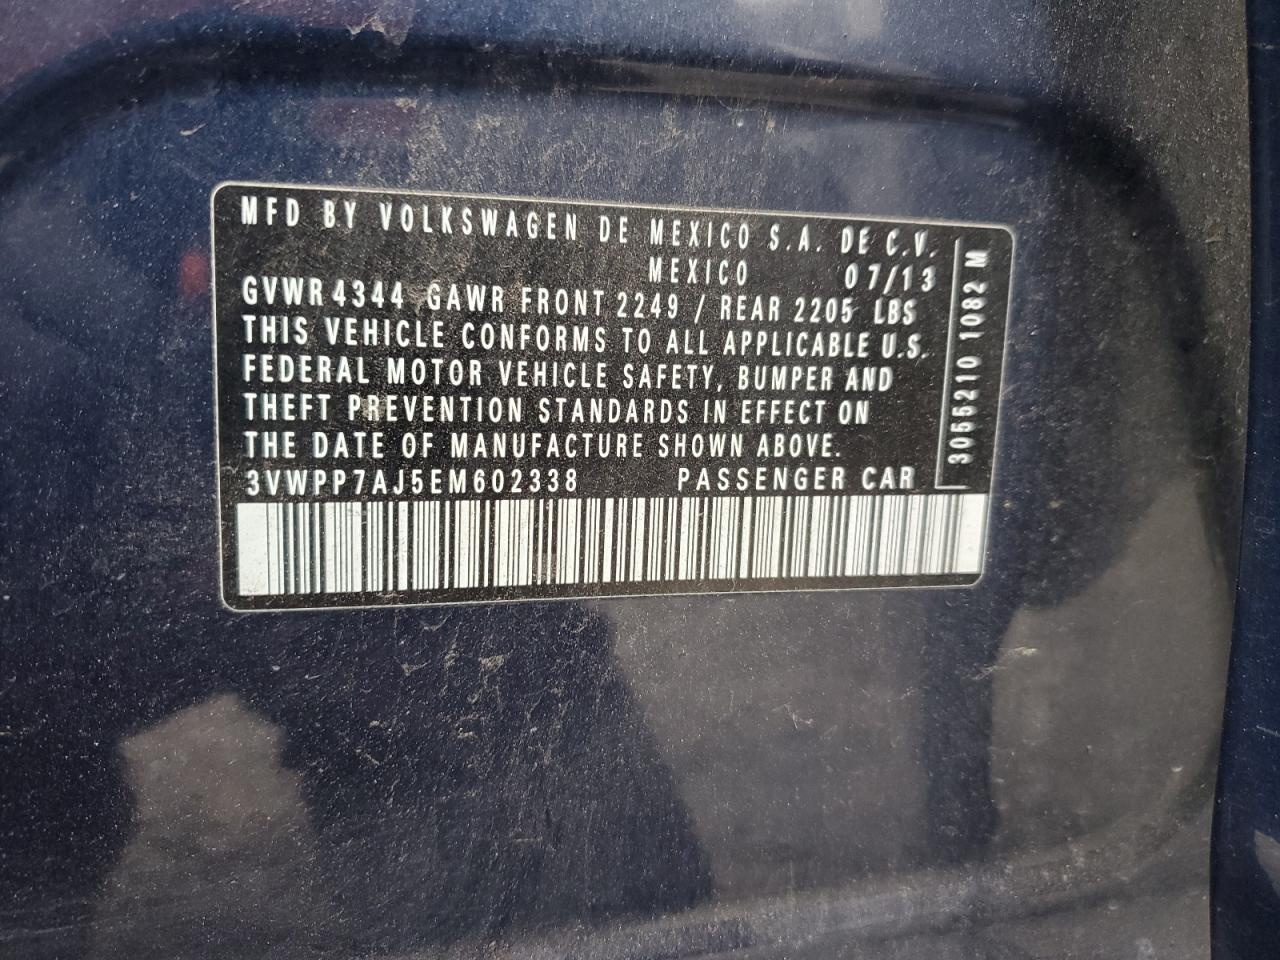 MFD BY VOLKSWAGEN DE MEXICO S.A. DE C.V.
MEXICO 07/13
GVWR 4344 GAWR FRONT 2249 / REAR 2205 LBS
THIS VEHICLE CONFORMS TO ALL APPLICABLE U.S.
FEDERAL MOTOR VEHICLE SAFETY, BUMPER AND
THEFT PREVENTION STANDARDS IN EFFECT ON
THE DATE OF MANUFACTURE SHOWN ABOVE.
3VWPP7AJ5EM602338 PASSENGER CAR
3055210 1082 M